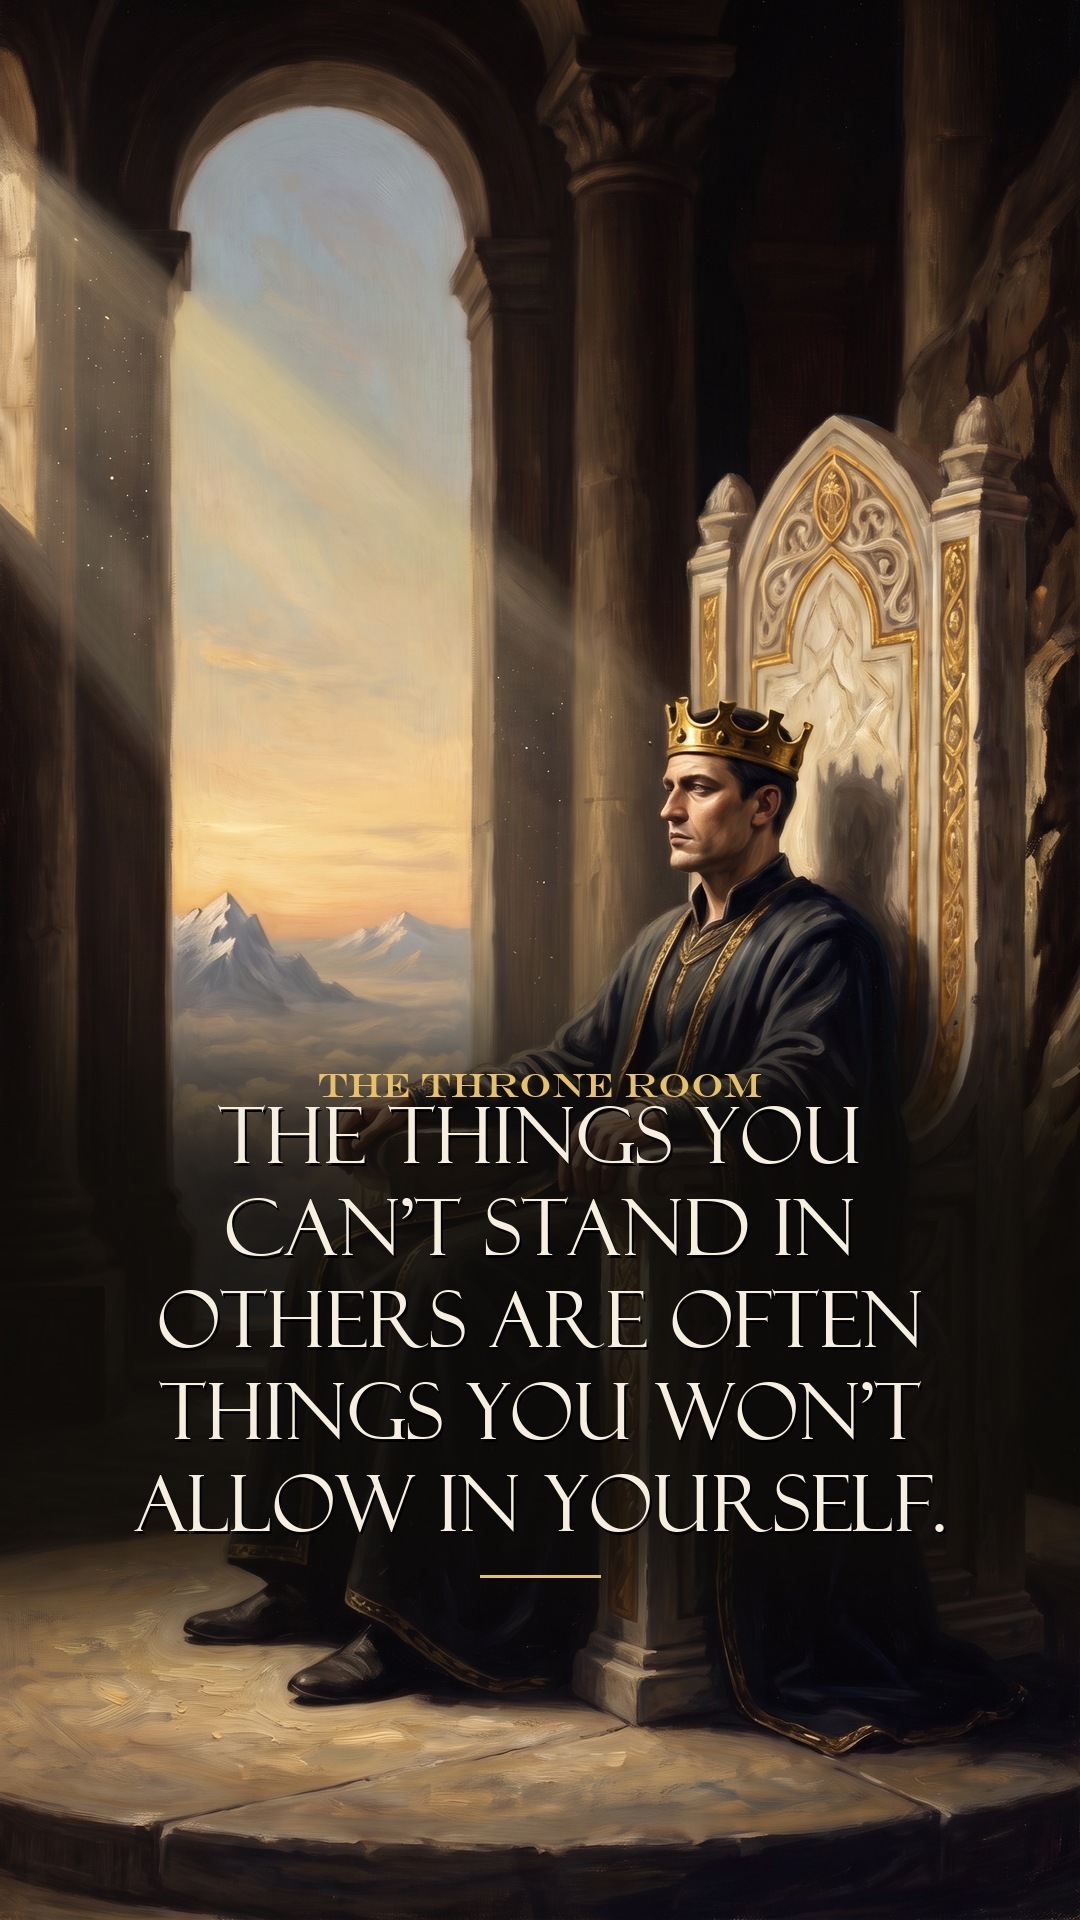 THE THRONE ROOM
THE THINGS YOU
CAN’T STAND IN
OTHERS ARE OFTEN
THINGS YOU WON’T
ALLOW IN YOURSELF.